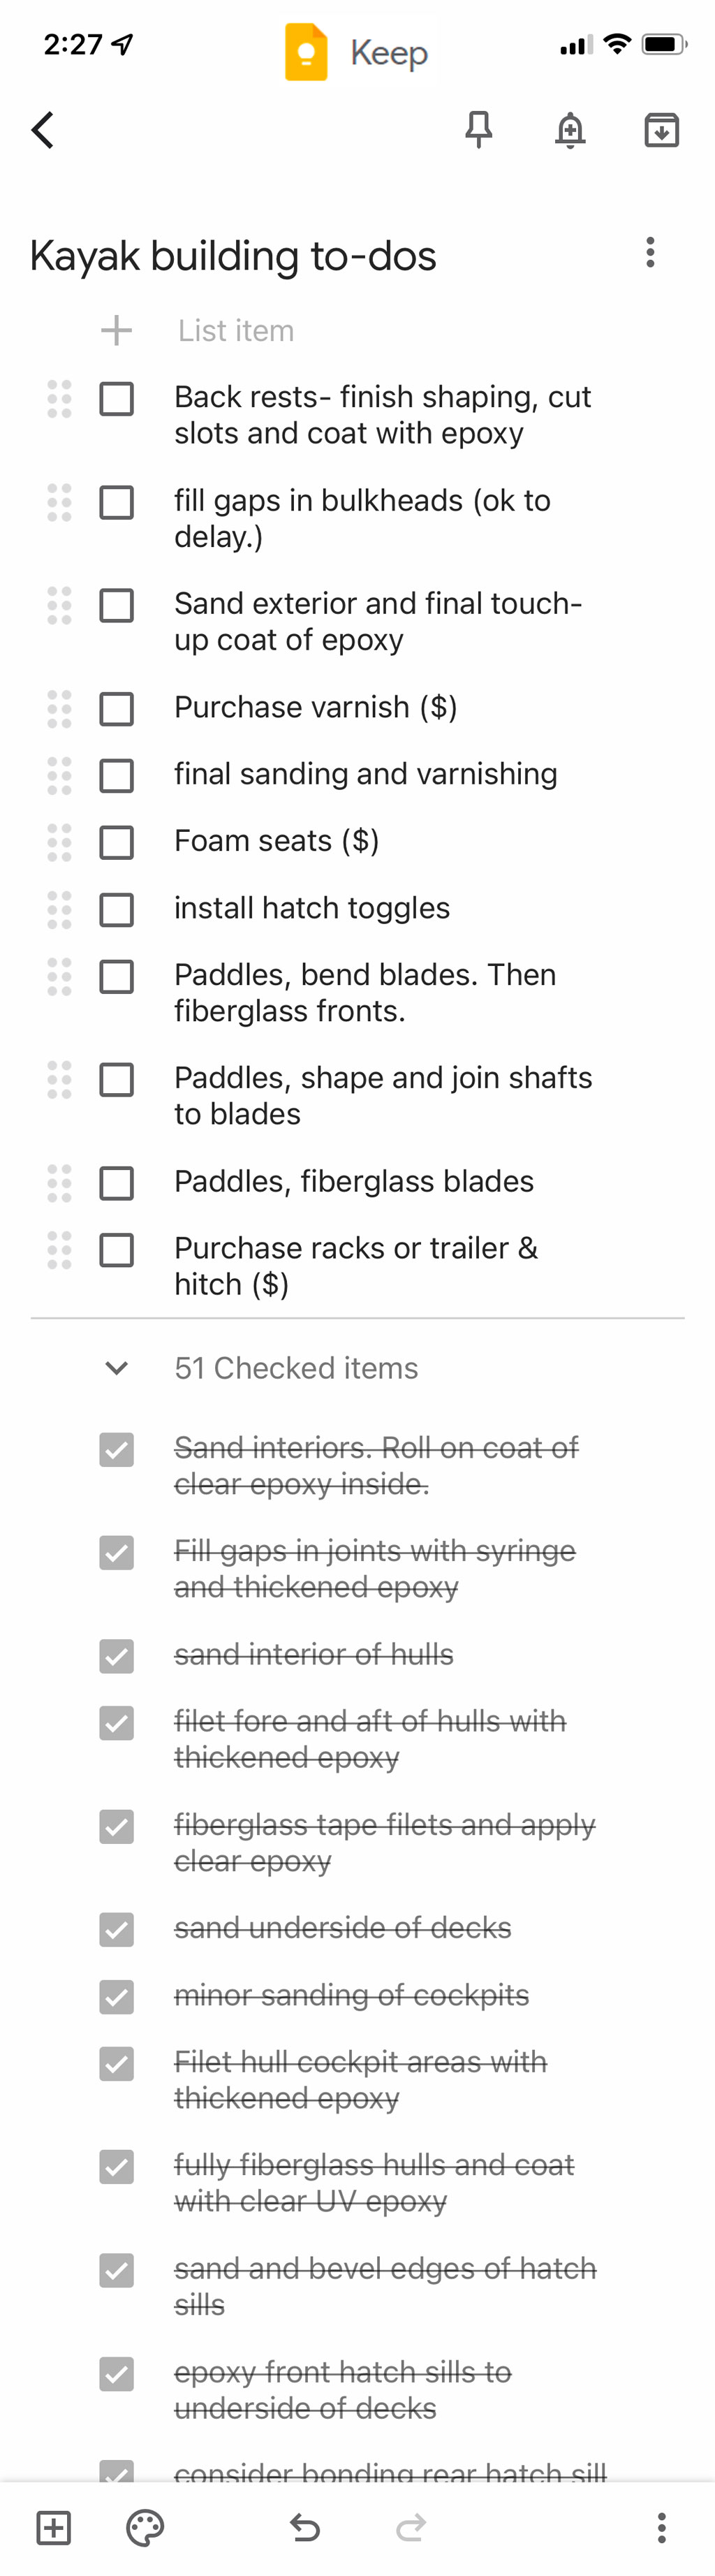 2:27
Keep
Kayak building to-dos
List item
Back rests- finish shaping, cut
slots and coat with epoxy
fill gaps in bulkheads (ok to
delay.)
Sand exterior and final touch-
up coat of epoxy
Purchase varnish ($)
final sanding and varnishing
Foam seats ($)
install hatch toggles
Paddles, bend blades. Then
fiberglass fronts.
Paddles, shape and join shafts
to blades
Paddles, fiberglass blades
Purchase racks or trailer &
hitch ($)
51 Checked items
Sand interiors. Roll on coat of
clear epoxy inside.
Fill gaps in joints with syringe
and thickened epoxy
sand interior of hulls
filet fore and aft of hulls with
thickened epoxy
fiberglass tape filets and apply
clear epoxy
sand underside of decks
minor sanding of cockpits
Filet hull cockpit areas with
thickened epoxy
fully fiberglass hulls and coat
with clear UV epoxy
sand and bevel edges of hatch
sills
epoxy front hatch sills to
underside of decks
consider bonding rear hatch sill